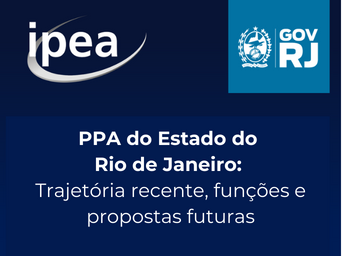 ipea
GOV
RJ
PPA do Estado do
Rio de Janeiro:
Trajetória recente, funções e
propostas futuras